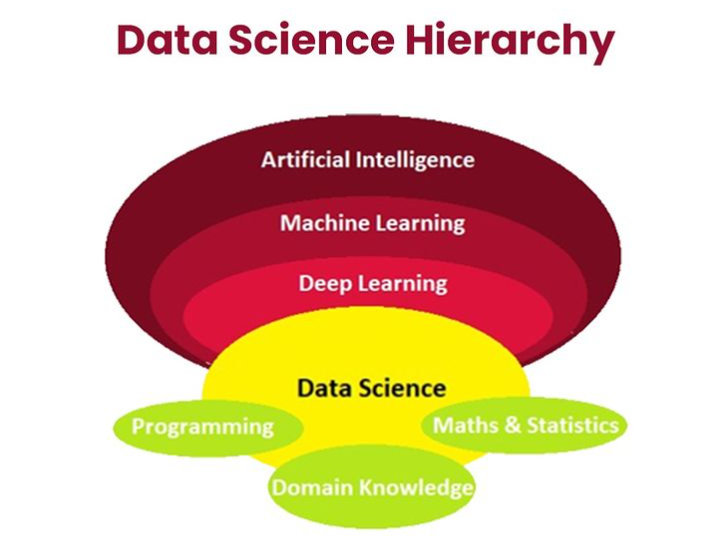 Data Science Hierarchy
Artificial Intelligence
Machine Learning
Deep Learning
Data Science
Programming
Maths & Statistics
Domain Knowledge